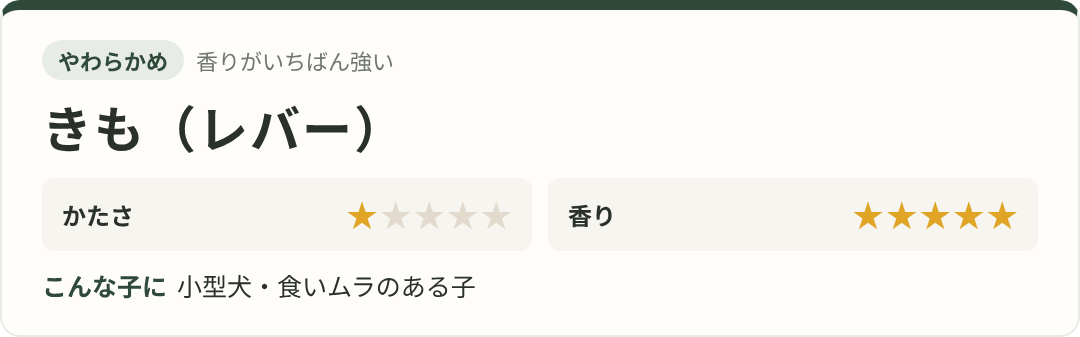 やわらかめ 香りがいちばん強い
きも（レバー）
かたさ ★★★★★ 香り ★★★★★
こんな子に 小型犬・食いムラのある子